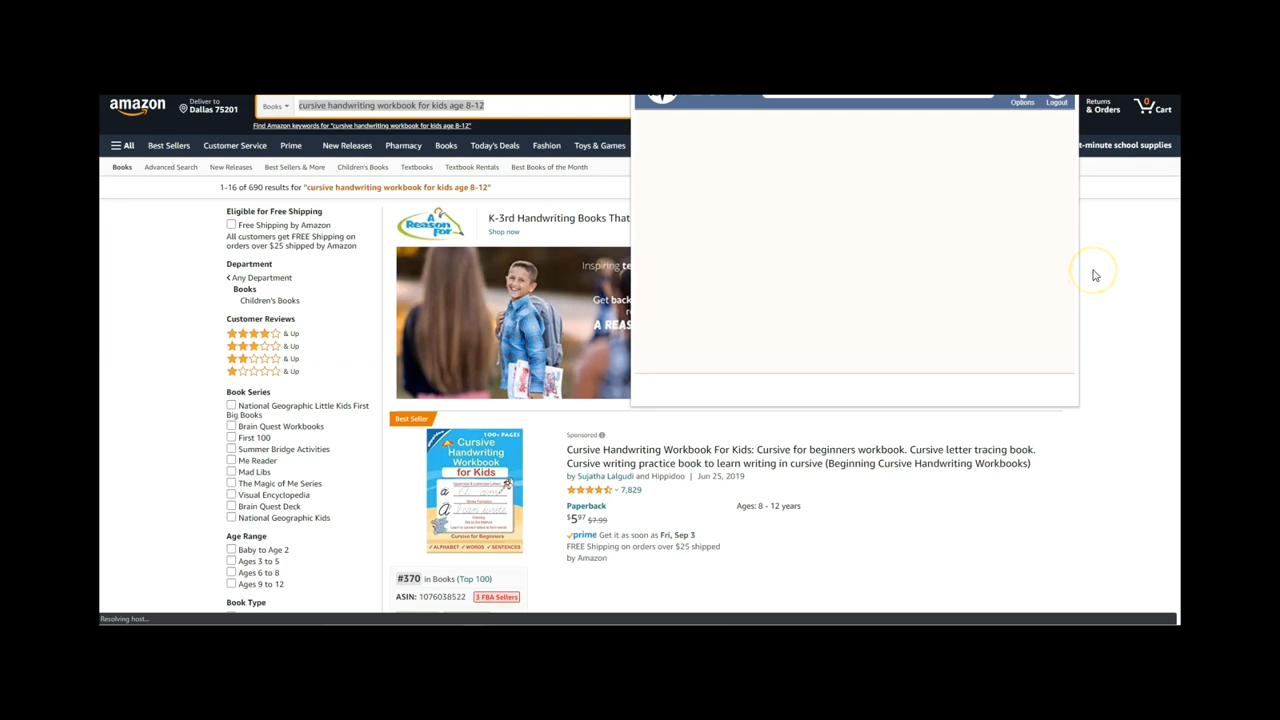 amazon
Deliver to
Dallas 75201
Books
cursive handwriting workbook for kids age 8-12
Find Amazon keywords for "cursive handwriting workbook for kids age 8-12"
Options
Logout
Returns
& Orders
0
Cart
All
Best Sellers
Customer Service
Prime
New Releases
Pharmacy
Books
Today's Deals
Fashion
Toys & Games
t-minute school supplies
Books
Advanced Search
New Releases
Best Sellers & More
Children's Books
Textbooks
Textbook Rentals
Best Books of the Month
1-16 of 690 results for "cursive handwriting workbook for kids age 8-12"
Eligible for Free Shipping
Free Shipping by Amazon
All customers get FREE Shipping on
orders over $25 shipped by Amazon
Department
Any Department
Books
Children's Books
Customer Reviews
& Up
& Up
& Up
& Up
Book Series
National Geographic Little Kids First
Big Books
Brain Quest Workbooks
First 100
Summer Bridge Activities
Me Reader
Mad Libs
The Magic of Me Series
Visual Encyclopedia
Brain Quest Deck
National Geographic Kids
Age Range
Baby to Age 2
Ages 3 to 5
Ages 6 to 8
Ages 9 to 12
Book Type
A Reason For
K-3rd Handwriting Books That
Shop now
Inspiring
Get back
A REAS
Best Seller
100+ PAGES
Cursive
Handwriting
Workbook
for Kids
Cursive for Beginners
ALPHABET ✓WORDS ✓SENTENCES
Sponsored
Cursive Handwriting Workbook For Kids: Cursive for beginners workbook. Cursive letter tracing book.
Cursive writing practice book to learn writing in cursive (Beginning Cursive Handwriting Workbooks)
by Sujatha Lalgudi and Hippidoo | Jun 25, 2019
7,829
Paperback
$5.97 $7.99
Ages: 8 - 12 years
prime Get it as soon as Fri, Sep 3
FREE Shipping on orders over $25 shipped
by Amazon
#370 in Books (Top 100)
ASIN: 1076038522
3 FBA Sellers
Resolving host...